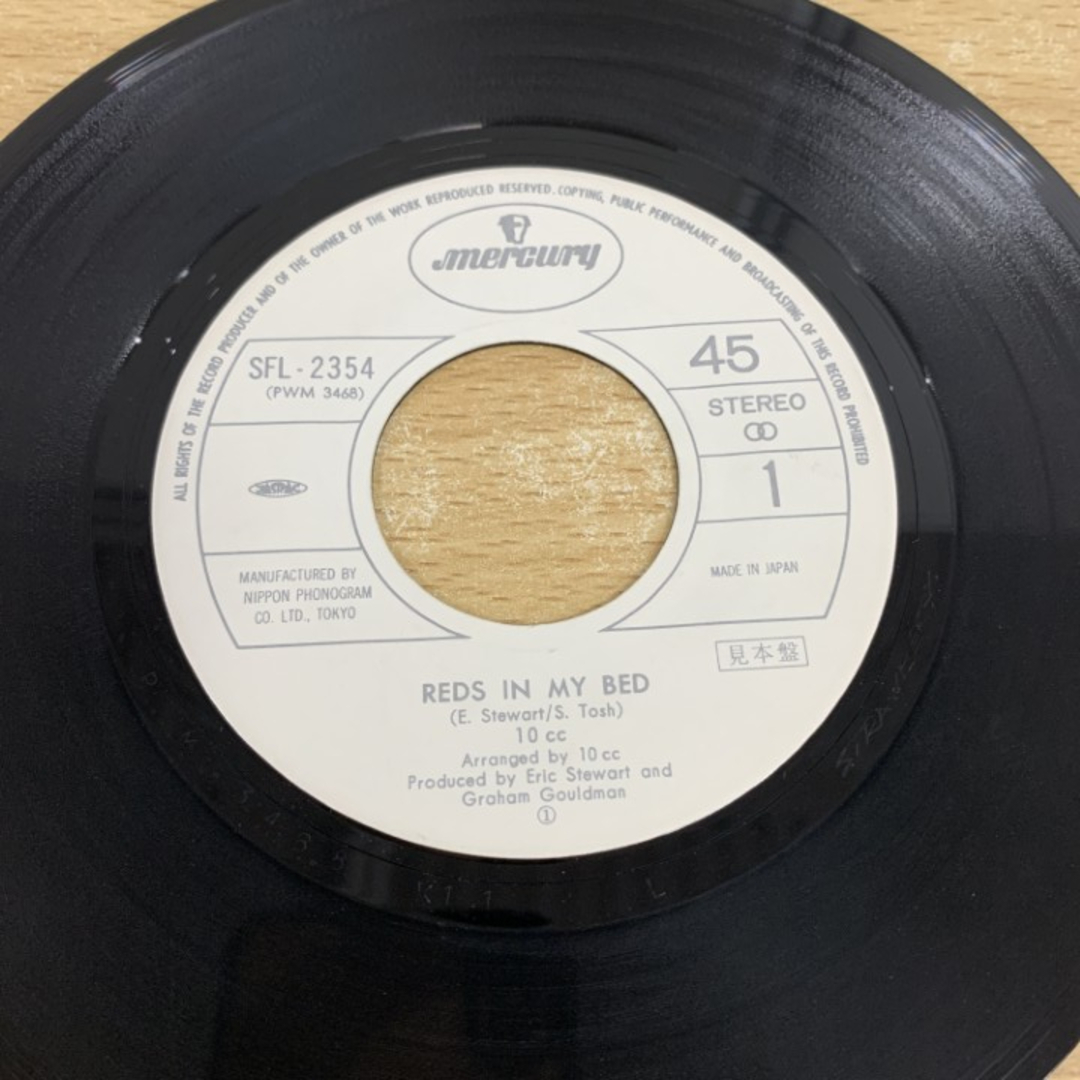 ALL RIGHTS OF THE RECORD PRODUCER AND OF THE OWNER OF THE WORK REPRODUCED RESERVED. COPYING, PUBLIC PERFORMANCE AND BROADCASTING OF THIS RECORD PROHIBITED
mercury
SFL-2354
(PWM 3468)
JASRAC
MANUFACTURED BY
NIPPON PHONOGRAM
CO. LTD., TOKYO
45
STEREO
1
MADE IN JAPAN
見本盤
REDS IN MY BED
(E. Stewart/S. Tosh)
10 cc
Arranged by 10 cc
Produced by Eric Stewart and
Graham Gouldman
①